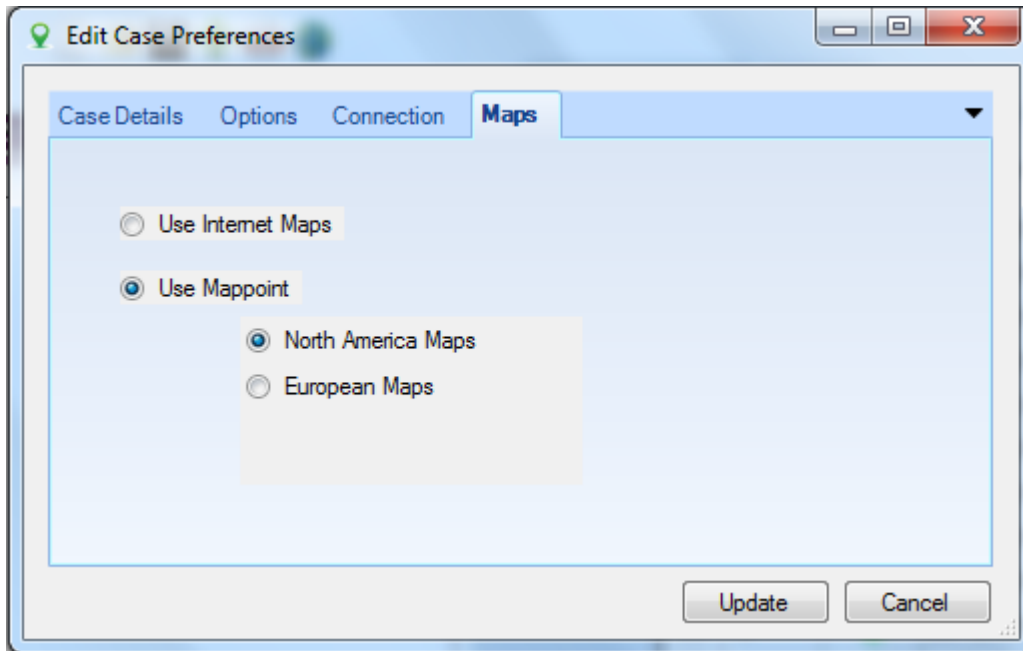 Edit Case Preferences
Case Details Options Connection Maps
Use Internet Maps
Use Mappoint
North America Maps
European Maps
Update Cancel